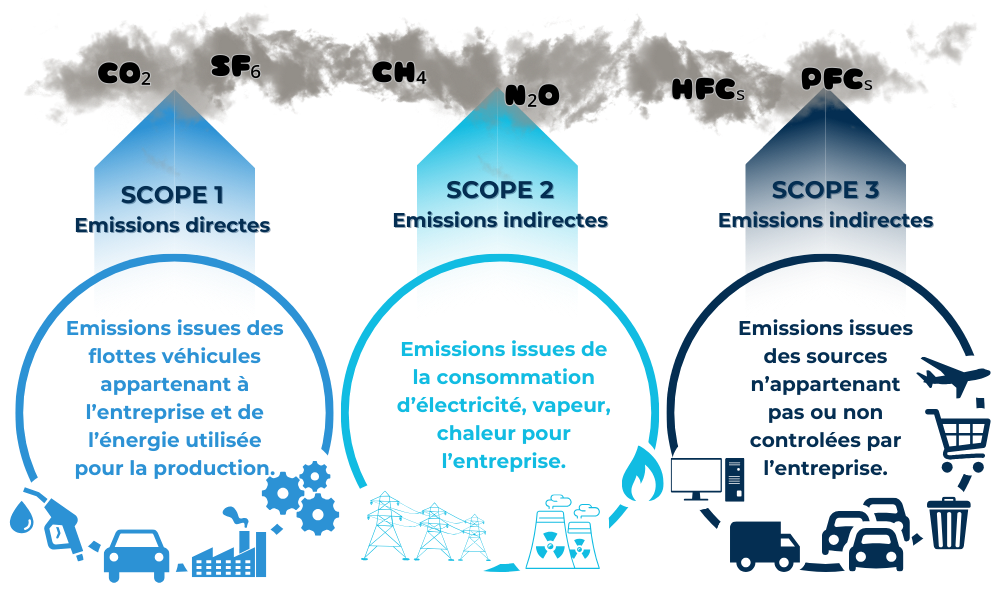 CO₂
SF₆
CH₄
N₂O
HFCs
PFCs
SCOPE 1
Emissions directes
Emissions issues des
flottes véhicules
appartenant à
l'entreprise et de
l'énergie utilisée
pour la production.
SCOPE 2
Emissions indirectes
Emissions issues de
la consommation
d'électricité, vapeur,
chaleur pour
l'entreprise.
SCOPE 3
Emissions indirectes
Emissions issues
des sources
n'appartenant
pas ou non
controlées par
l'entreprise.